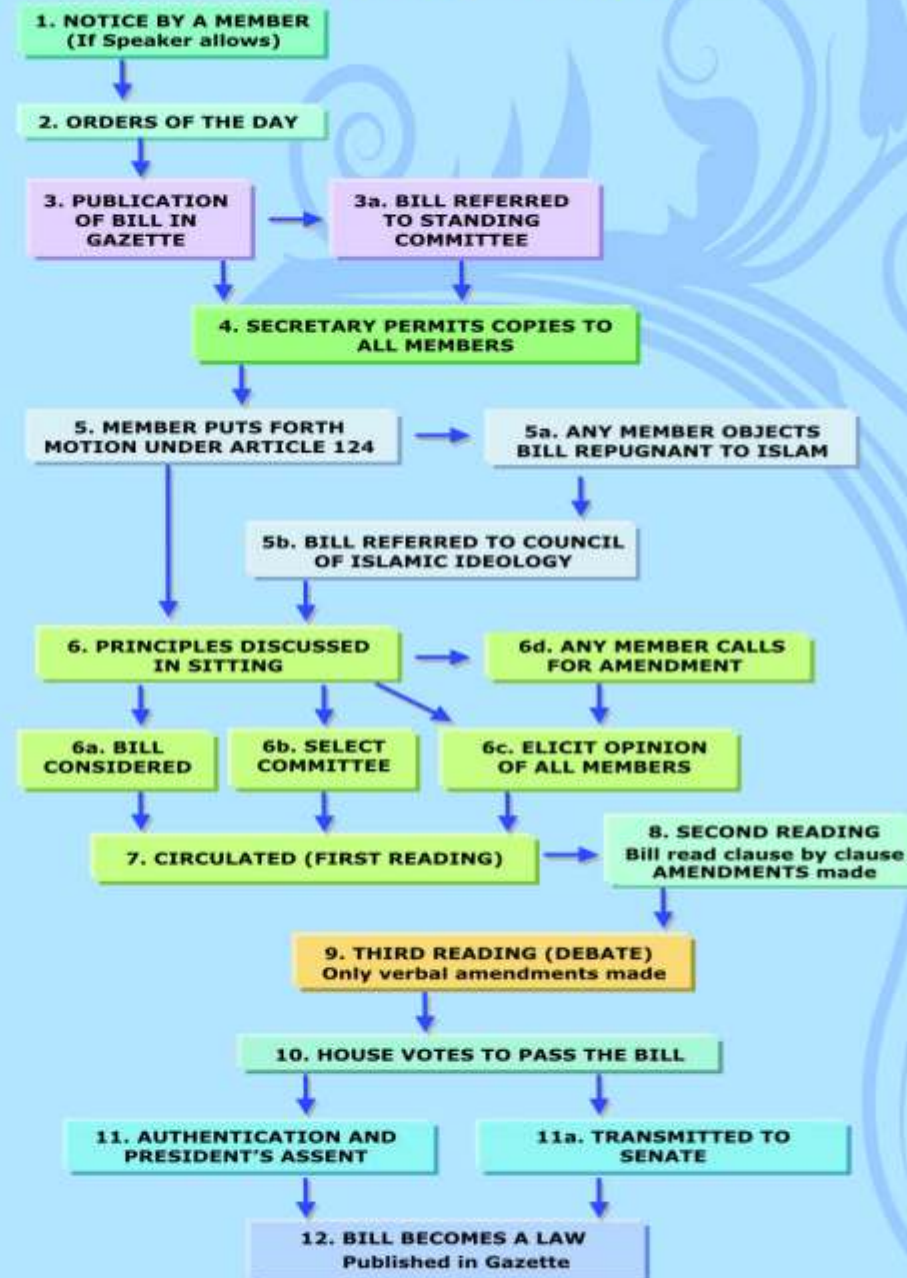 1. NOTICE BY A MEMBER
(If Speaker allows)
2. ORDERS OF THE DAY
3. PUBLICATION
OF BILL IN
GAZETTE
3a. BILL REFERRED
TO STANDING
COMMITTEE
4. SECRETARY PERMITS COPIES TO
ALL MEMBERS
5. MEMBER PUTS FORTH
MOTION UNDER ARTICLE 124
5a. ANY MEMBER OBJECTS
BILL REPUGNANT TO ISLAM
5b. BILL REFERRED TO COUNCIL
OF ISLAMIC IDEOLOGY
6. PRINCIPLES DISCUSSED
IN SITTING
6d. ANY MEMBER CALLS
FOR AMENDMENT
6a. BILL
CONSIDERED
6b. SELECT
COMMITTEE
6c. ELICIT OPINION
OF ALL MEMBERS
7. CIRCULATED (FIRST READING)
8. SECOND READING
Bill read clause by clause
AMENDMENTS made
9. THIRD READING (DEBATE)
Only verbal amendments made
10. HOUSE VOTES TO PASS THE BILL
11. AUTHENTICATION AND
PRESIDENT'S ASSENT
11a. TRANSMITTED TO
SENATE
12. BILL BECOMES A LAW
Published in Gazette